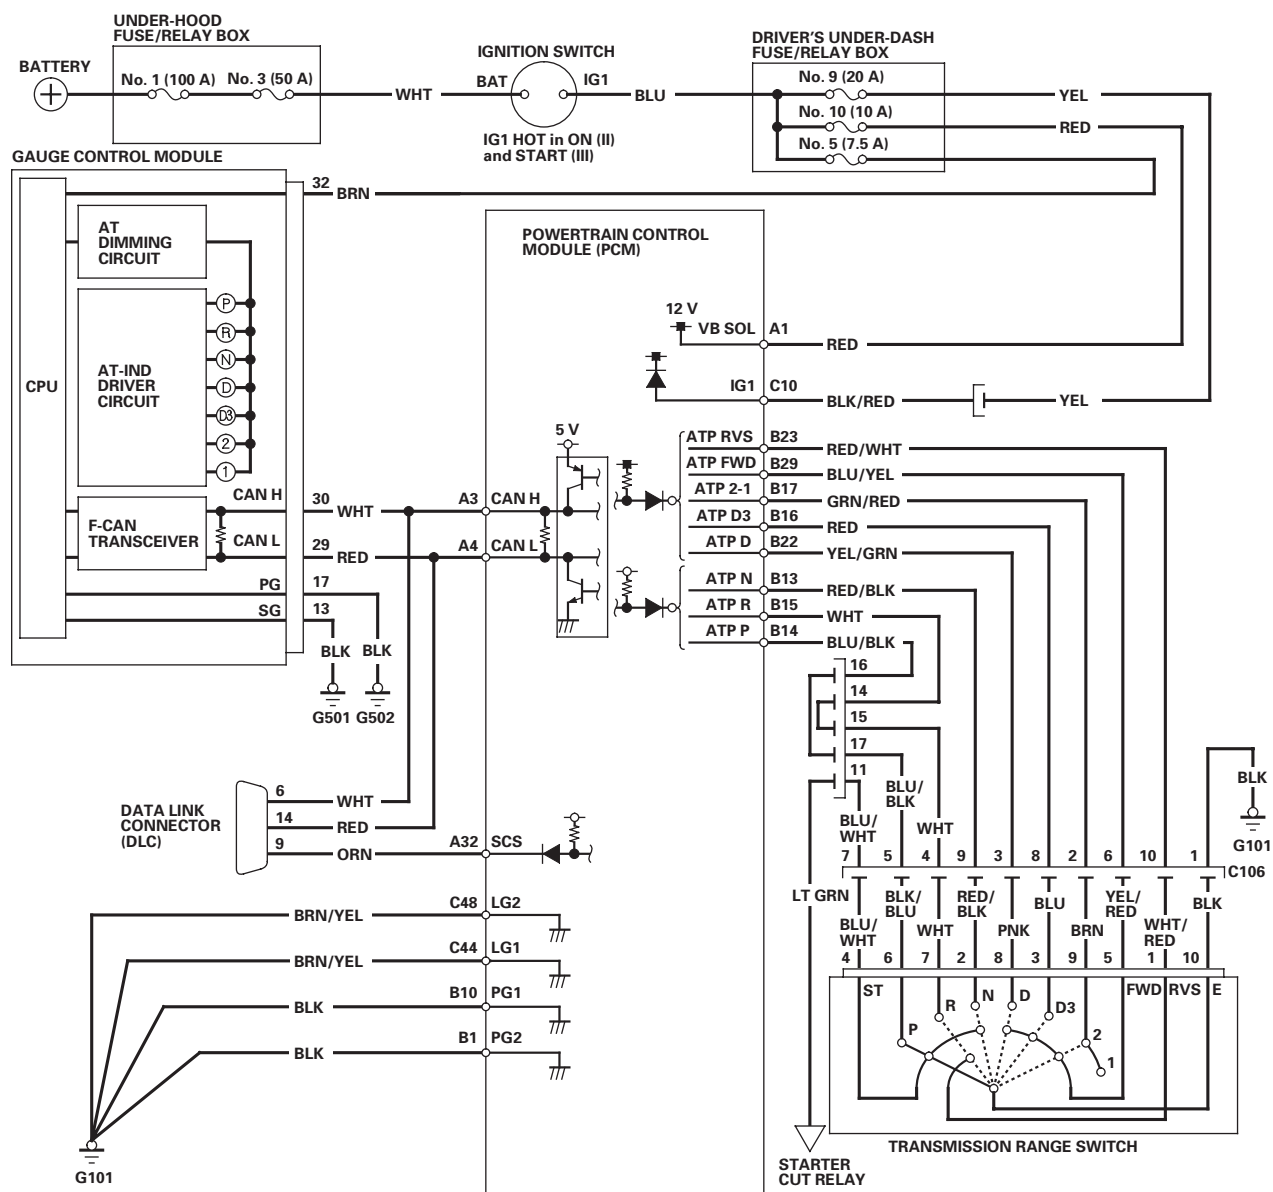 UNDER-HOOD
FUSE/RELAY BOX
BATTERY
No. 1 (100 A) No. 3 (50 A)
WHT
IGNITION SWITCH
BAT IG1
IG1 HOT in ON (II)
and START (III)
BLU
DRIVER'S UNDER-DASH
FUSE/RELAY BOX
No. 9 (20 A)
No. 10 (10 A)
No. 5 (7.5 A)
YEL
RED
GAUGE CONTROL MODULE
CPU
AT
DIMMING
CIRCUIT
AT-IND
DRIVER
CIRCUIT
P
R
N
D
D3
2
1
F-CAN
TRANSCEIVER
CAN H
CAN L
PG
SG
32 BRN
30 WHT
29 RED
17
13
BLK BLK
G501 G502
POWERTRAIN CONTROL
MODULE (PCM)
12 V
VB SOL A1 RED
IG1 C10 BLK/RED YEL
5 V
A3 CAN H
A4 CAN L
ATP RVS B23 RED/WHT
ATP FWD B29 BLU/YEL
ATP 2-1 B17 GRN/RED
ATP D3 B16 RED
ATP D B22 YEL/GRN
ATP N B13 RED/BLK
ATP R B15 WHT
ATP P B14 BLU/BLK
16
14
15
17
11
DATA LINK
CONNECTOR
(DLC)
6 WHT
14 RED
9 ORN A32 SCS
BRN/YEL C48 LG2
BRN/YEL C44 LG1
BLK B10 PG1
BLK B1 PG2
G101
BLU/
WHT
BLU/
BLK
WHT
BLK
G101
7 5 4 9 3 8 2 6 10 1
C106
LT GRN
BLU/
WHT
BLK/
BLU
WHT
RED/
BLK
PNK
BLU
BRN
YEL/
RED
WHT/
RED
BLK
4 6 7 2 8 3 9 5 1 10
ST FWD RVS E
P R N D D3 2 1
TRANSMISSION RANGE SWITCH
STARTER
CUT RELAY